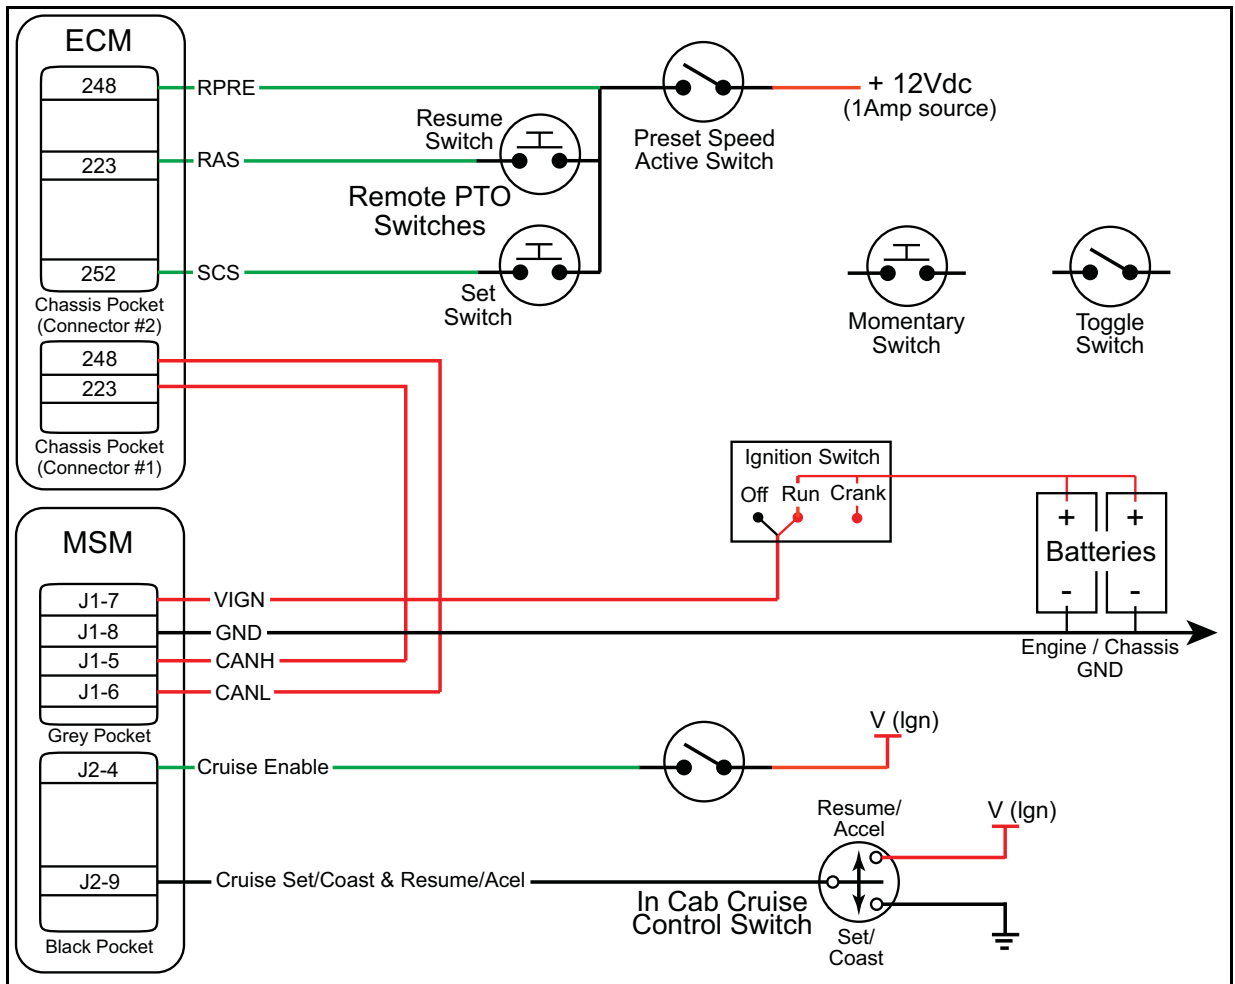 ECM
248
RPRE
223
RAS
252
SCS
Chassis Pocket
(Connector #2)
248
223
Chassis Pocket
(Connector #1)
Resume
Switch
Remote PTO
Switches
Set
Switch
Preset Speed
Active Switch
+ 12Vdc
(1Amp source)
Momentary
Switch
Toggle
Switch
Ignition Switch
Off
Run
Crank
+
+
Batteries
-
-
Engine / Chassis
GND
MSM
J1-7
VIGN
J1-8
GND
J1-5
CANH
J1-6
CANL
Grey Pocket
J2-4
Cruise Enable
V (Ign)
J2-9
Cruise Set/Coast & Resume/Acel
Black Pocket
In Cab Cruise
Control Switch
Resume/
Accel
V (Ign)
Set/
Coast